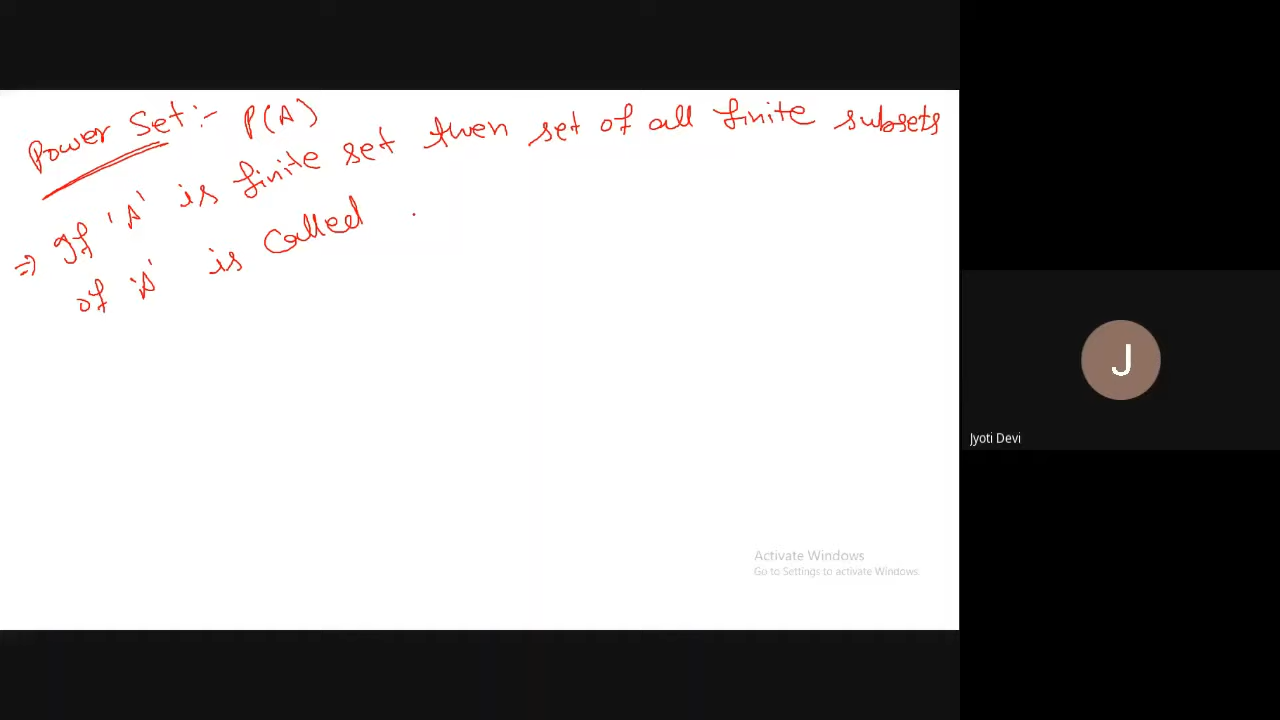 Power Set:- P(A)
=) If 'A' is finite set then set of all finite subsets
of 'A' is called
Activate Windows
Go to Settings to activate Windows.
J
Jyoti Devi